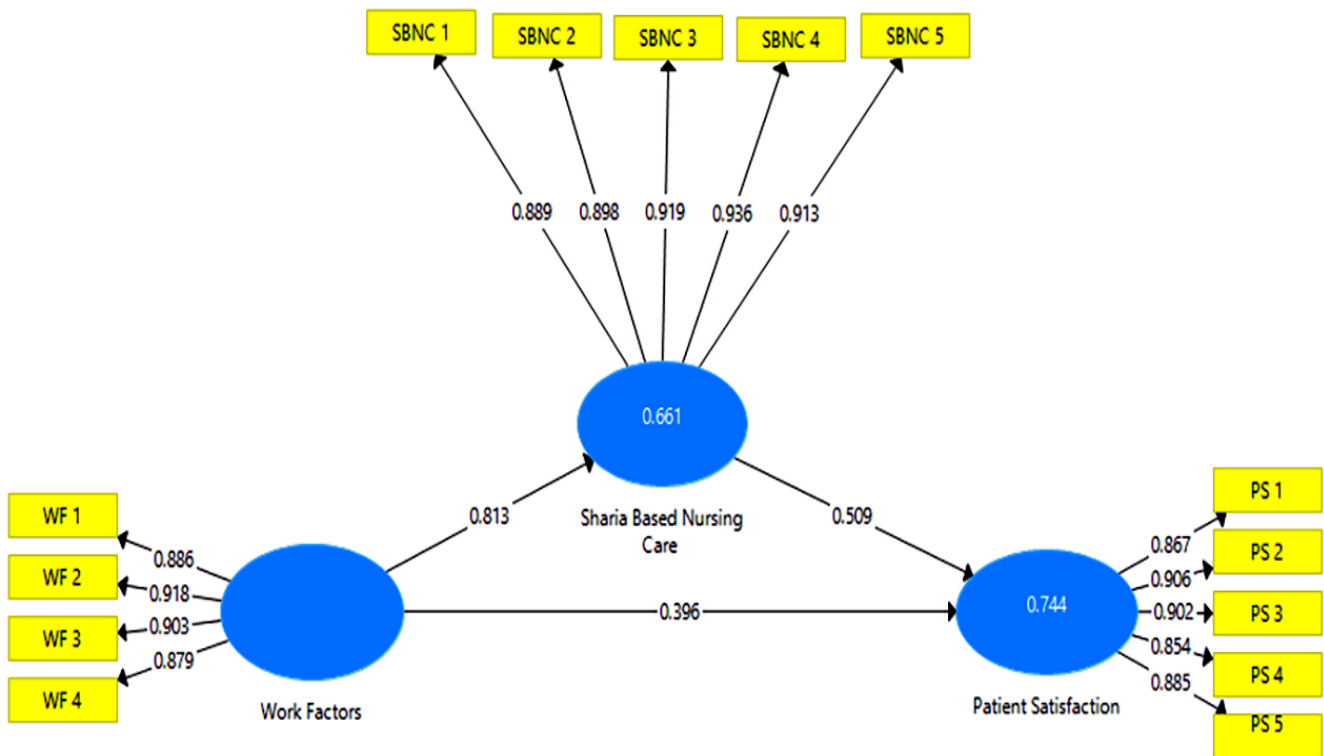 SBNC 1
SBNC 2
SBNC 3
SBNC 4
SBNC 5
0.889
0.898
0.919
0.936
0.913
0.661
Sharia Based Nursing
Care
0.813
0.509
0.396
WF 1
WF 2
WF 3
WF 4
0.886
0.918
0.903
0.879
Work Factors
0.744
Patient Satisfaction
0.867
0.906
0.902
0.854
0.885
PS 1
PS 2
PS 3
PS 4
PS 5